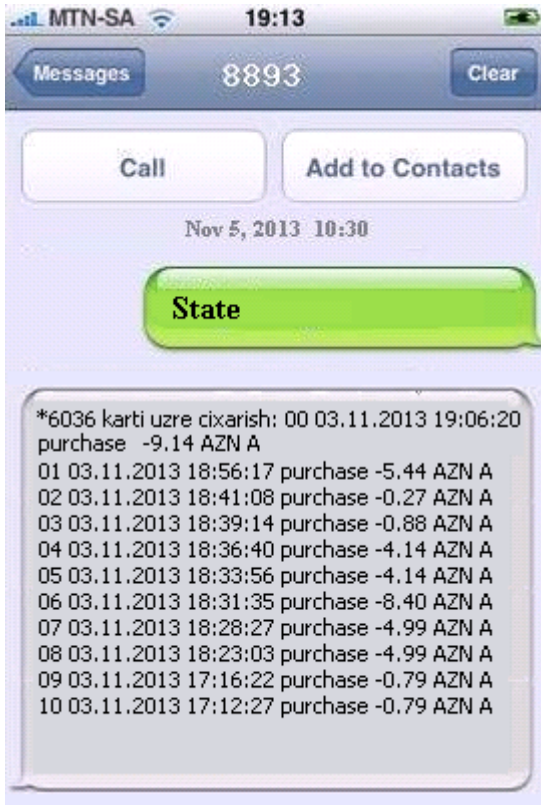 MTN-SA 19:13
Messages 8893 Clear
Call Add to Contacts
Nov 5, 2013 10:30
State
*6036 karti uzre cixarish: 00 03.11.2013 19:06:20
purchase -9.14 AZN A
01 03.11.2013 18:56:17 purchase -5.44 AZN A
02 03.11.2013 18:41:08 purchase -0.27 AZN A
03 03.11.2013 18:39:14 purchase -0.88 AZN A
04 03.11.2013 18:36:40 purchase -4.14 AZN A
05 03.11.2013 18:33:56 purchase -4.14 AZN A
06 03.11.2013 18:31:35 purchase -8.40 AZN A
07 03.11.2013 18:28:27 purchase -4.99 AZN A
08 03.11.2013 18:23:03 purchase -4.99 AZN A
09 03.11.2013 17:16:22 purchase -0.79 AZN A
10 03.11.2013 17:12:27 purchase -0.79 AZN A